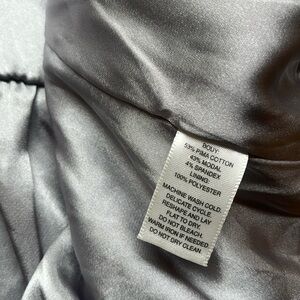 BODY:
53% PIMA COTTON
43% MODAL
4% SPANDEX
LINING:
100% POLYESTER
MACHINE WASH COLD.
DELICATE CYCLE
RESHAPE AND LAY
FLAT TO DRY.
DO NOT BLEACH.
WARM IRON IF NEEDED.
DO NOT DRY CLEAN